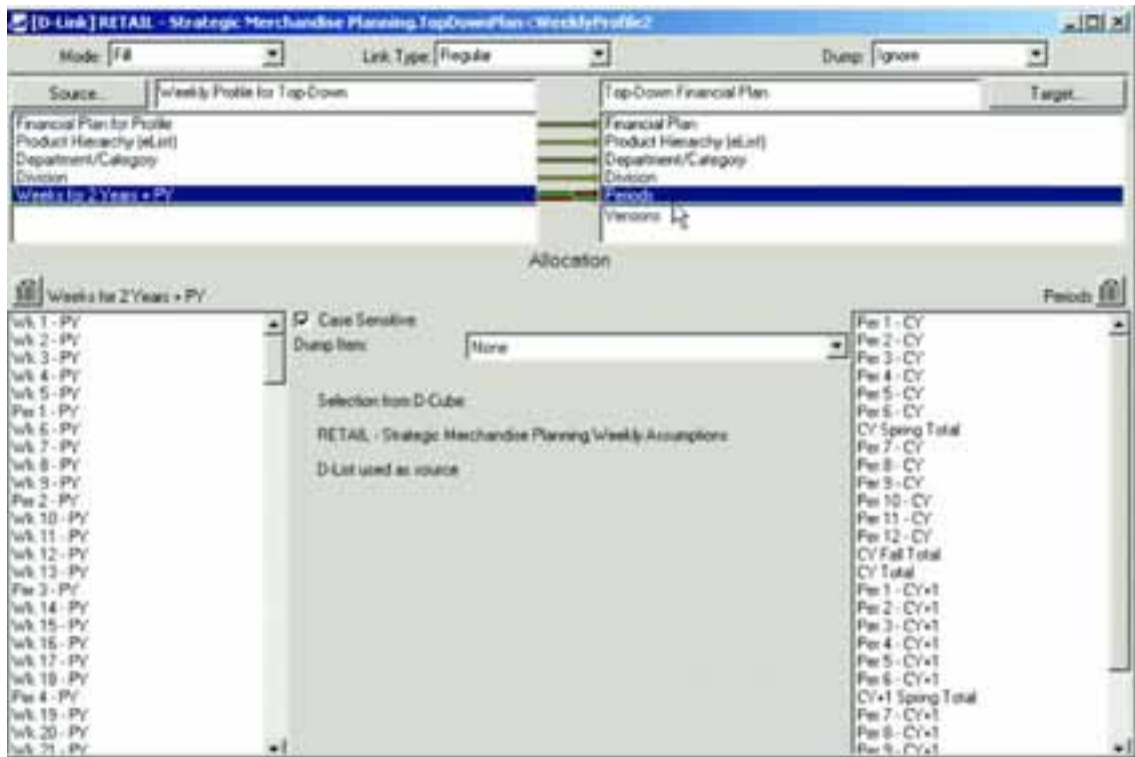 [D-Link] RETAIL - Strategic Merchandise Planning.TopDownPlan<WeeklyProfile2
Mode: Fill Link Type: Regular Dump: Ignore
Source... Weekly Profile for Top-Down Top-Down Financial Plan Target...
Financial Plan for Profile Financial Plan
Product Hierarchy (eList) Product Hierarchy (eList)
Department/Category Department/Category
Division Division
Weeks for 2 Years + PY Periods
Versions
Allocation
Weeks for 2 Years + PY Periods
Wk 1 - PY
Wk 2 - PY
Wk 3 - PY
Wk 4 - PY
Wk 5 - PY
Per 1 - PY
Wk 6 - PY
Wk 7 - PY
Wk 8 - PY
Wk 9 - PY
Per 2 - PY
Wk 10 - PY
Wk 11 - PY
Wk 12 - PY
Wk 13 - PY
Per 3 - PY
Wk 14 - PY
Wk 15 - PY
Wk 16 - PY
Wk 17 - PY
Wk 18 - PY
Per 4 - PY
Wk 19 - PY
Wk 20 - PY
Wk 21 - PY
Case Sensitive
Dump Item: None
Selection from D-Cube:
RETAIL - Strategic Merchandise Planning.Weekly Assumptions
D-List used as source
Per 1 - CY
Per 2 - CY
Per 3 - CY
Per 4 - CY
Per 5 - CY
Per 6 - CY
CY Spring Total
Per 7 - CY
Per 8 - CY
Per 9 - CY
Per 10 - CY
Per 11 - CY
Per 12 - CY
CY Fall Total
CY Total
Per 1 - CY+1
Per 2 - CY+1
Per 3 - CY+1
Per 4 - CY+1
Per 5 - CY+1
Per 6 - CY+1
CY+1 Spring Total
Per 7 - CY+1
Per 8 - CY+1
Per 9 - CY+1